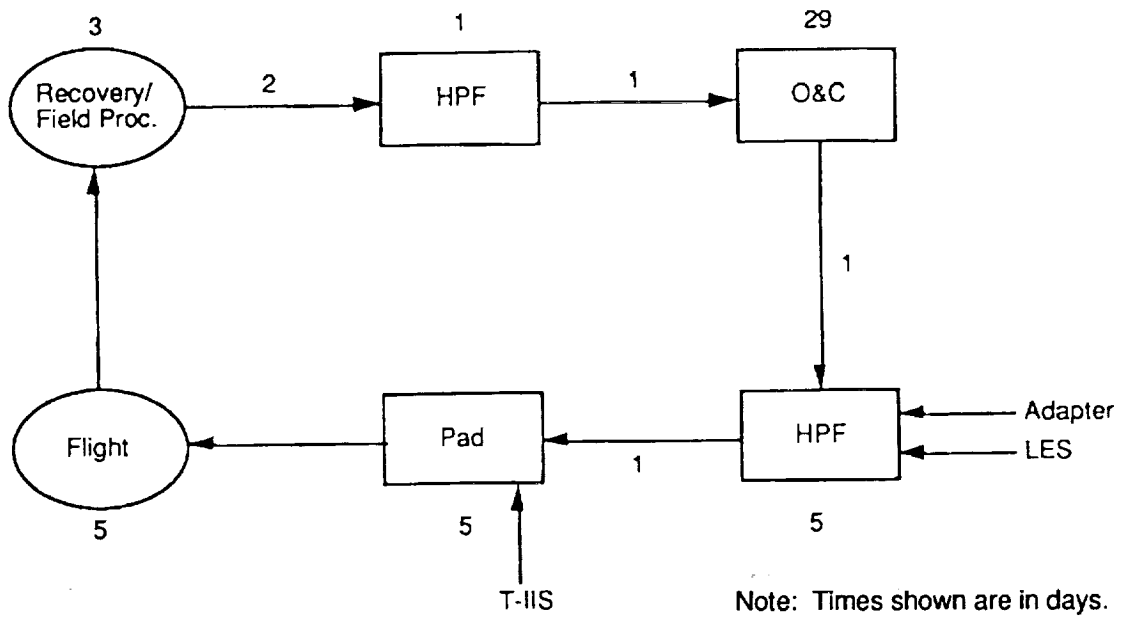 3
1
29
Recovery/
Field Proc.
2
HPF
1
O&C
1
Flight
Pad
1
HPF
Adapter
LES
5
5
5
T-IIS
Note: Times shown are in days.